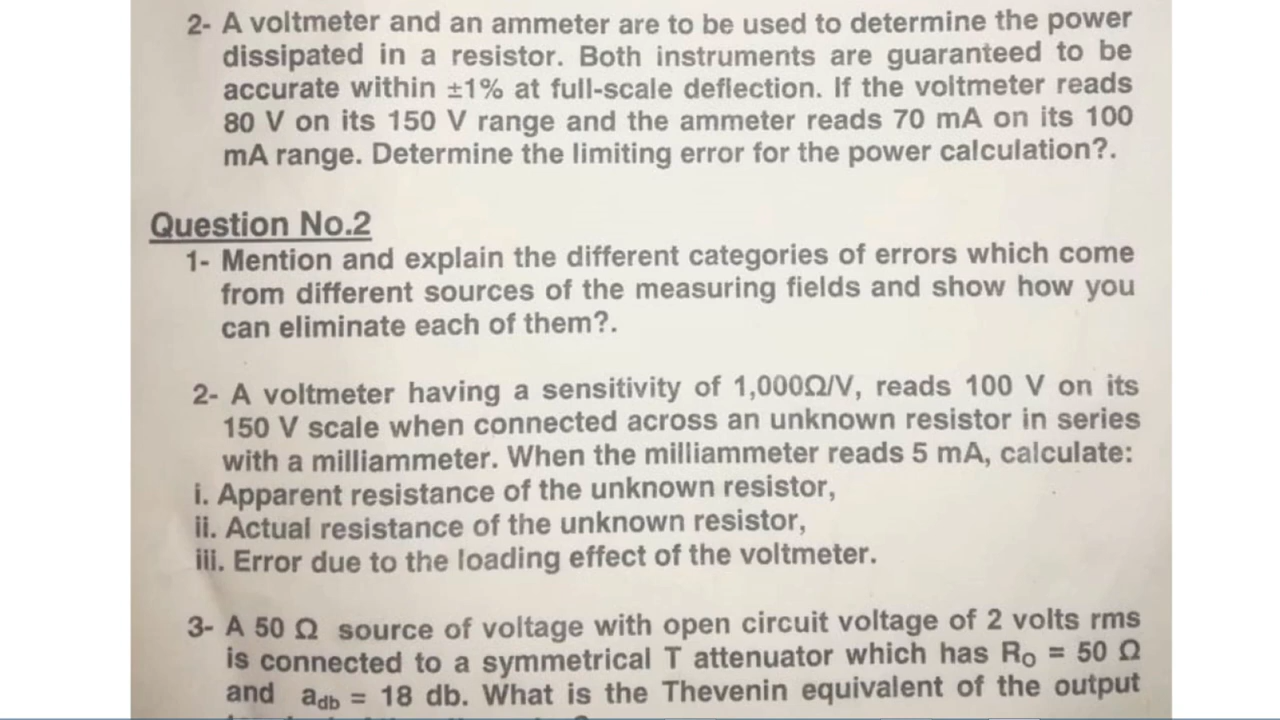 2- A voltmeter and an ammeter are to be used to determine the power
dissipated in a resistor. Both instruments are guaranteed to be
accurate within ±1% at full-scale deflection. If the voltmeter reads
80 V on its 150 V range and the ammeter reads 70 mA on its 100
mA range. Determine the limiting error for the power calculation?.
Question No.2
1- Mention and explain the different categories of errors which come
from different sources of the measuring fields and show how you
can eliminate each of them?.
2- A voltmeter having a sensitivity of 1,000Ω/V, reads 100 V on its
150 V scale when connected across an unknown resistor in series
with a milliammeter. When the milliammeter reads 5 mA, calculate:
i. Apparent resistance of the unknown resistor,
ii. Actual resistance of the unknown resistor,
iii. Error due to the loading effect of the voltmeter.
3- A 50 Ω source of voltage with open circuit voltage of 2 volts rms
is connected to a symmetrical T attenuator which has Ro = 50 Ω
and adb = 18 db. What is the Thevenin equivalent of the output